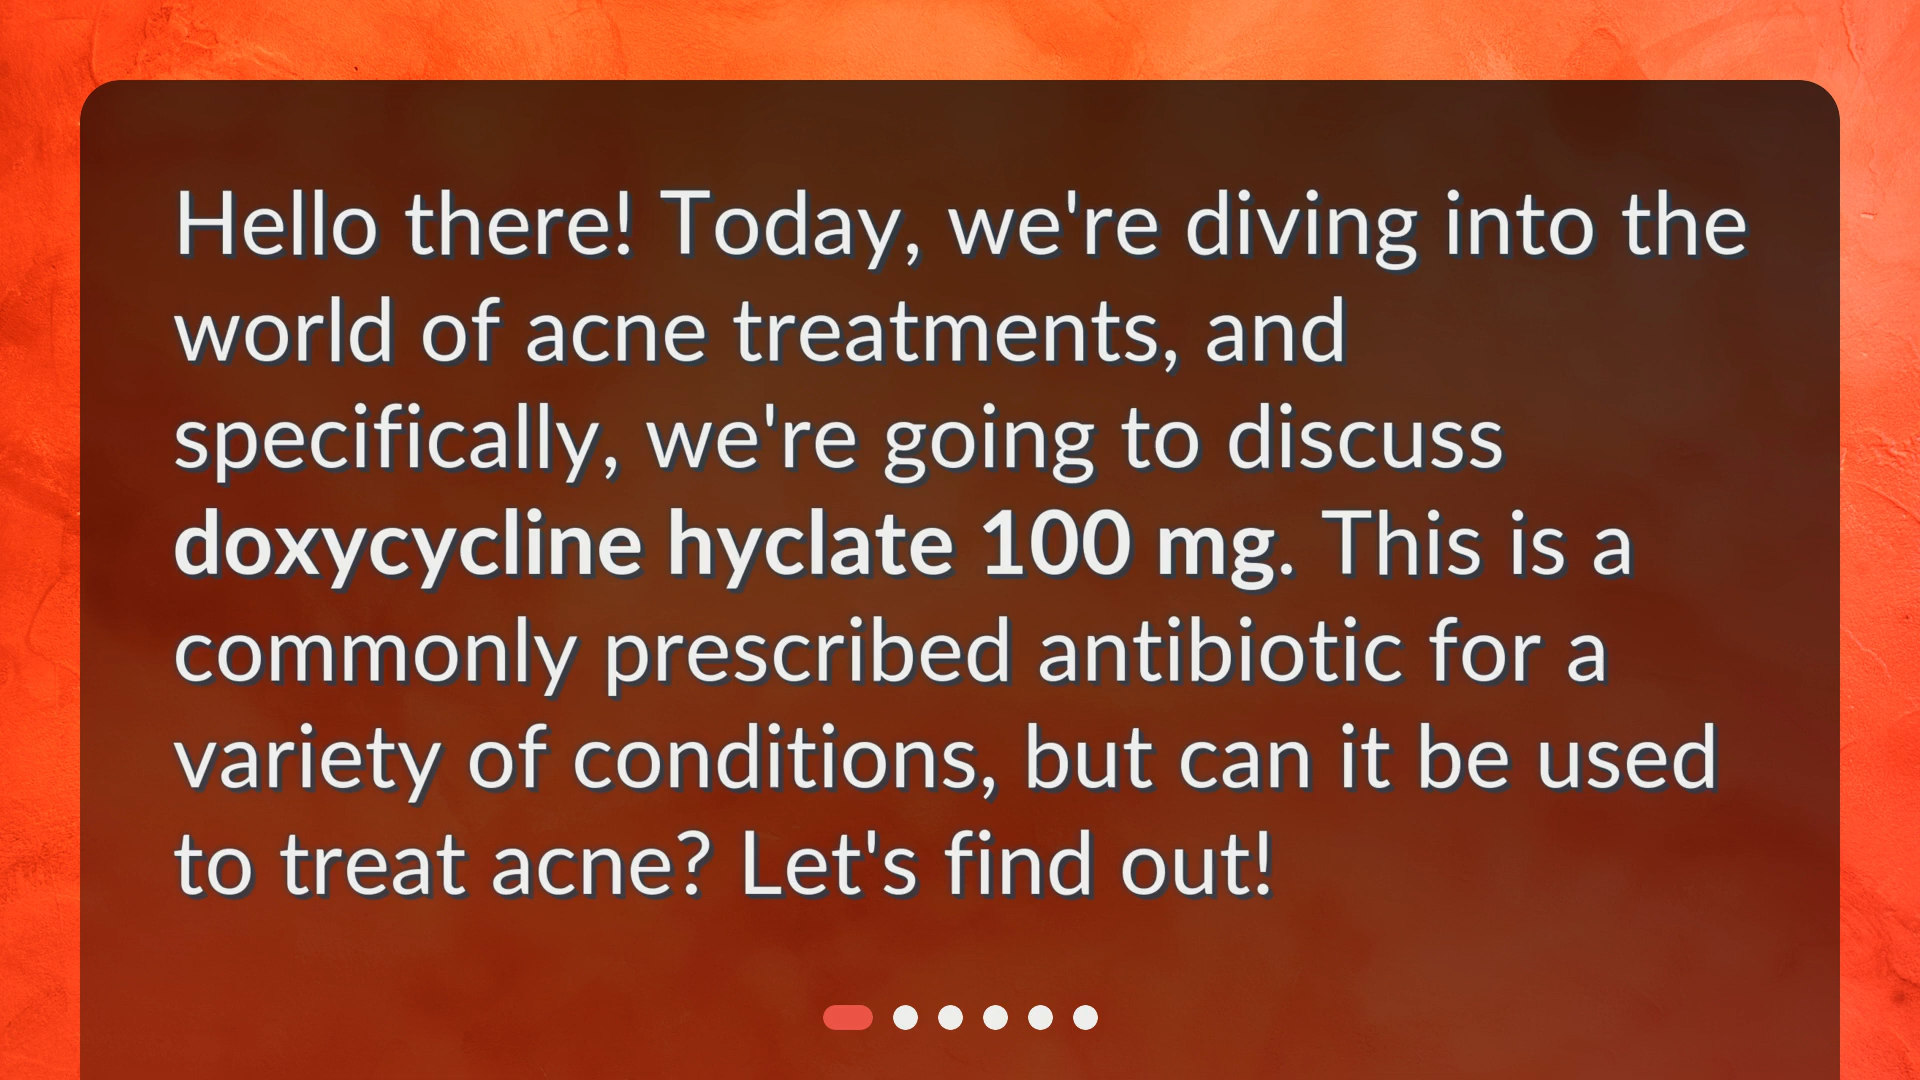 Hello there! Today, we're diving into the
world of acne treatments, and
specifically, we're going to discuss
doxycycline hyclate 100 mg. This is a
commonly prescribed antibiotic for a
variety of conditions, but can it be used
to treat acne? Let's find out!